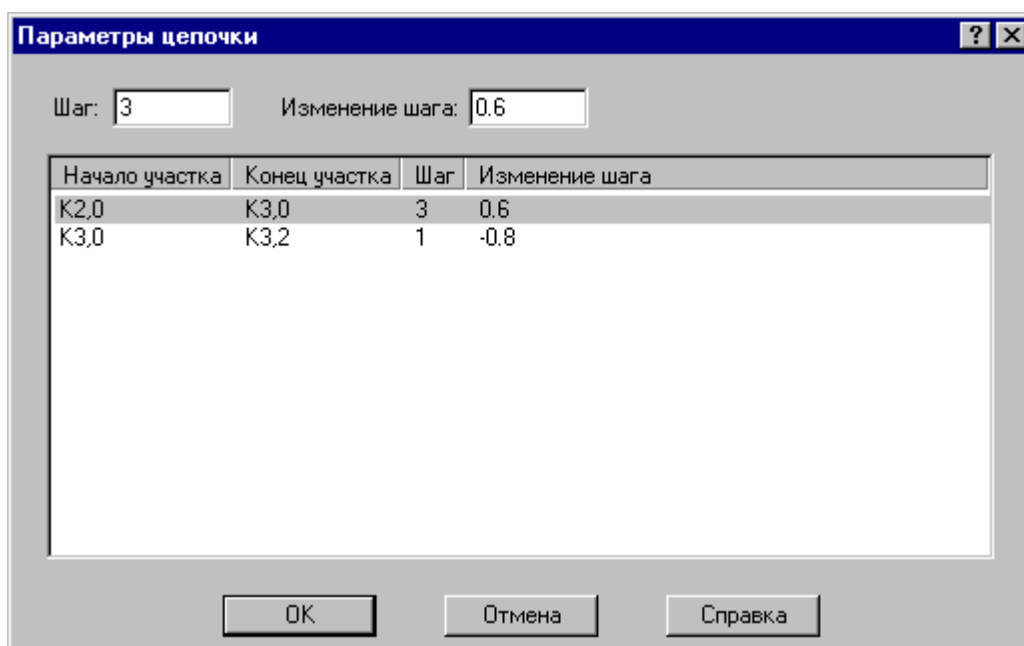 Параметры цепочки
Шаг: 3 Изменение шага: 0.6
Начало участка Конец участка Шаг Изменение шага
K2,0 K3,0 3 0.6
K3,0 K3,2 1 -0.8
OK Отмена Справка